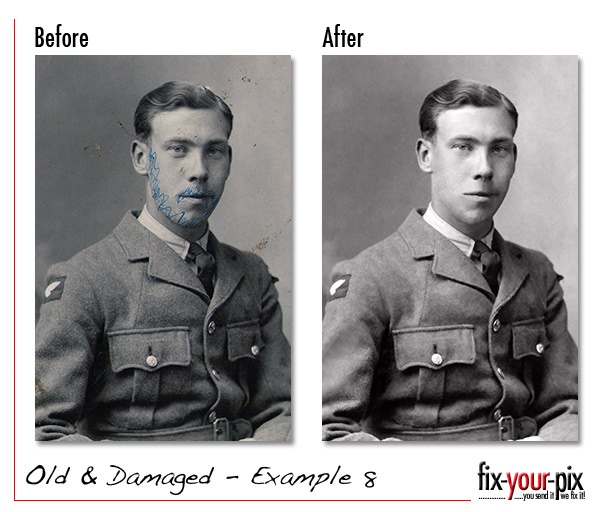 Before
After
Old & Damaged - Example 8
fix-your-pix
.....you send it we fix it!